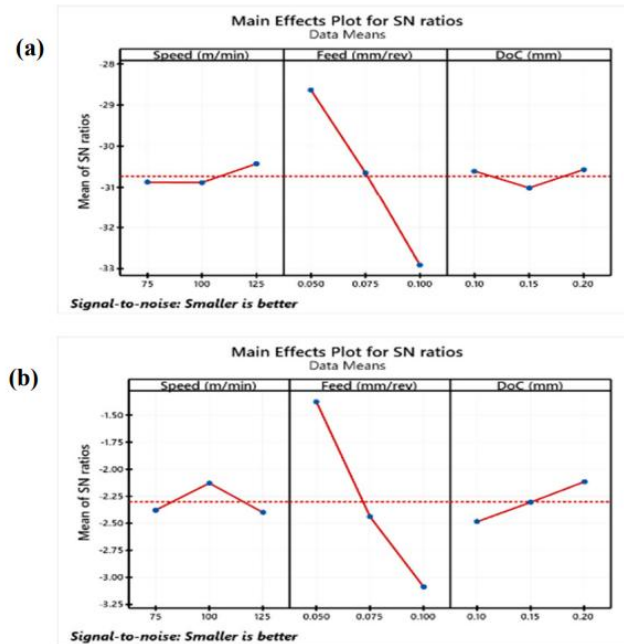 (a)
Main Effects Plot for SN ratios
Data Means
Speed (m/min) Feed (mm/rev) DoC (mm)
Mean of SN ratios
-28
-29
-30
-31
-32
-33
75 100 125 0.050 0.075 0.100 0.10 0.15 0.20
Signal-to-noise: Smaller is better
(b)
Main Effects Plot for SN ratios
Data Means
Speed (m/min) Feed (mm/rev) DoC (mm)
Mean of SN ratios
-1.50
-1.75
-2.00
-2.25
-2.50
-2.75
-3.00
-3.25
75 100 125 0.050 0.075 0.100 0.10 0.15 0.20
Signal-to-noise: Smaller is better